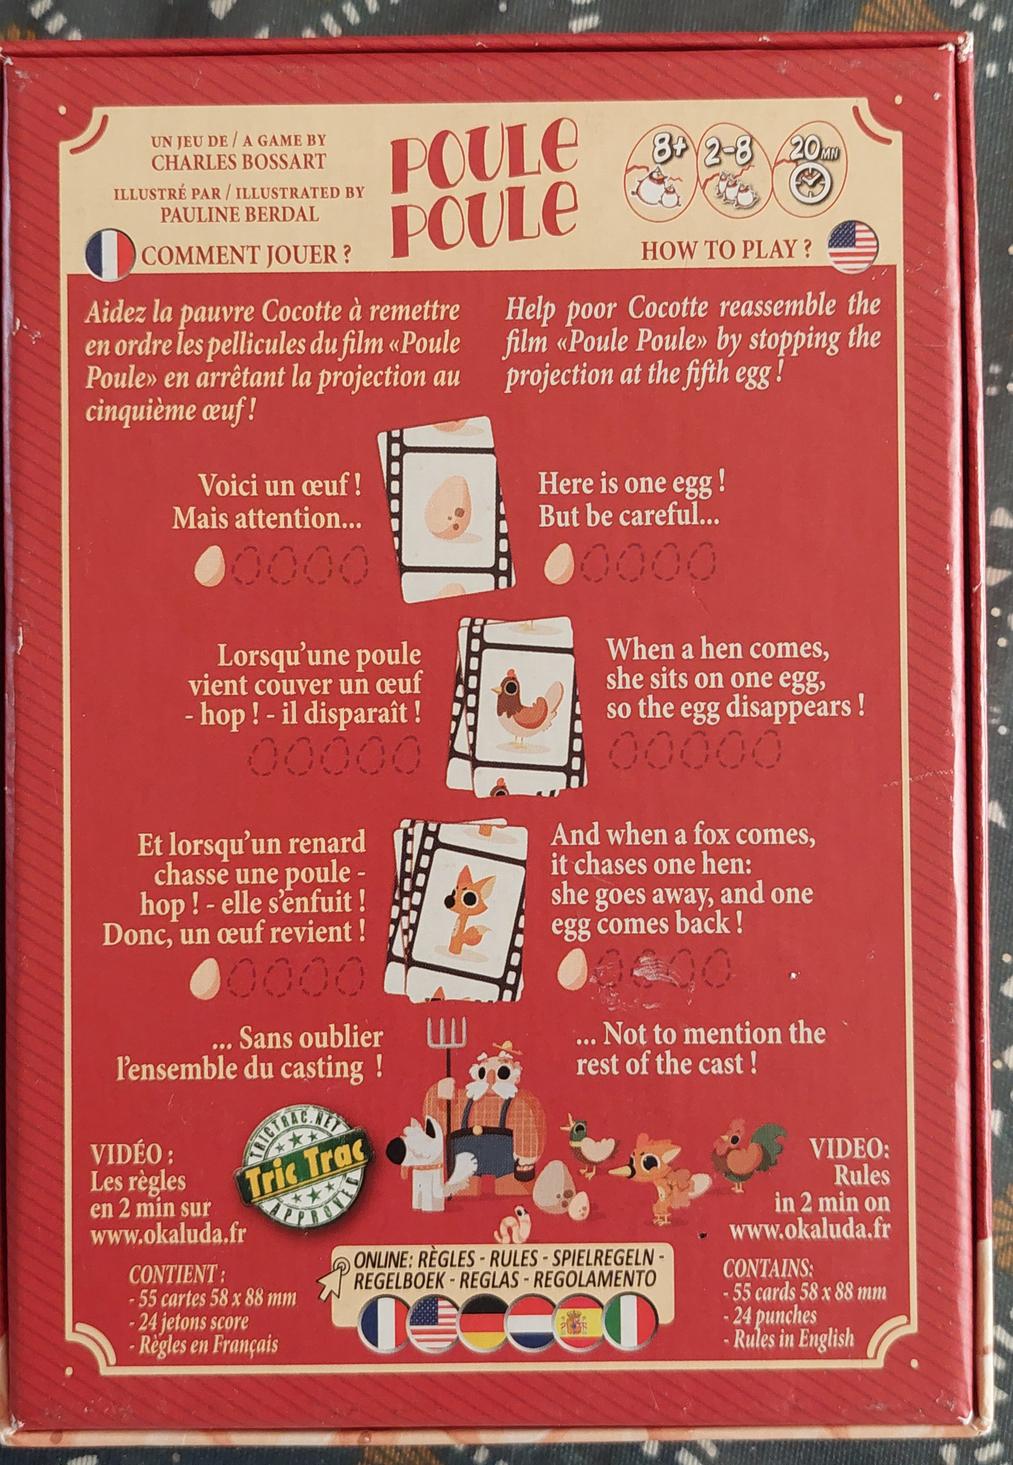 UN JEU DE / A GAME BY
CHARLES BOSSART
ILLUSTRÉ PAR / ILLUSTRATED BY
PAULINE BERDAL
POULE
POULE
8+
2-8
20MN
COMMENT JOUER ?
HOW TO PLAY ?
Aidez la pauvre Cocotte à remettre
en ordre les pellicules du film «Poule
Poule» en arrêtant la projection au
cinquième œuf !
Help poor Cocotte reassemble the
film «Poule Poule» by stopping the
projection at the fifth egg !
Voici un œuf !
Mais attention...
Here is one egg !
But be careful...
Lorsqu'une poule
vient couver un œuf
- hop ! - il disparaît !
When a hen comes,
she sits on one egg,
so the egg disappears !
Et lorsqu'un renard
chasse une poule -
hop ! - elle s'enfuit !
Donc, un œuf revient !
And when a fox comes,
it chases one hen:
she goes away, and one
egg comes back !
... Sans oublier
l'ensemble du casting !
... Not to mention the
rest of the cast !
VIDÉO :
Les règles
en 2 min sur
www.okaluda.fr
TRICTRAC.NET
Tric Trac
APPROVED
VIDEO:
Rules
in 2 min on
www.okaluda.fr
CONTIENT :
- 55 cartes 58 x 88 mm
- 24 jetons score
- Règles en Français
ONLINE: RÈGLES - RULES - SPIELREGELN -
REGELBOEK - REGLAS - REGOLAMENTO
CONTAINS:
- 55 cards 58 x 88 mm
- 24 punches
- Rules in English